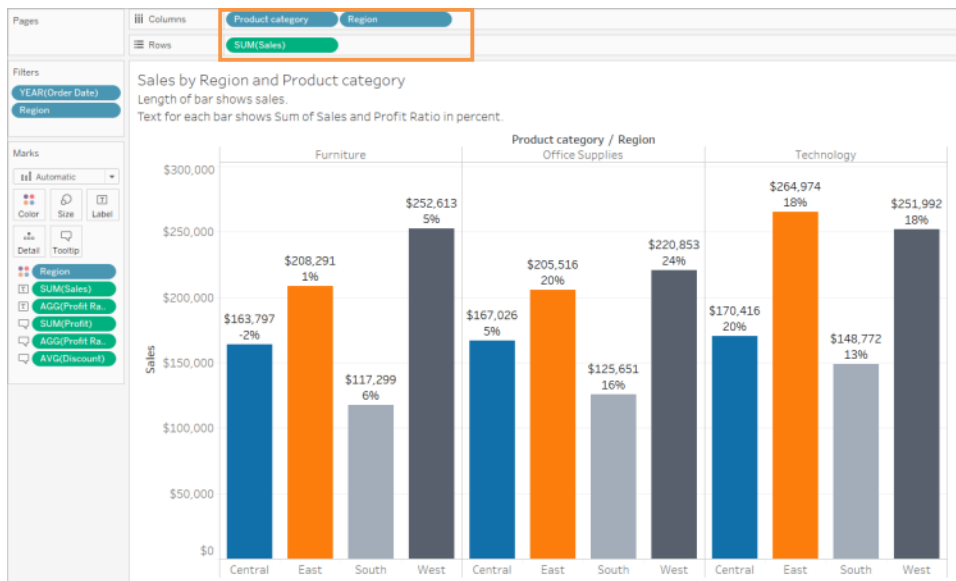 Pages
Columns Product category Region
Rows SUM(Sales)
Filters
YEAR(Order Date)
Region
Marks
Automatic
Color Size Label
Detail Tooltip
Region
SUM(Sales)
AGG(Profit Ra..
SUM(Profit)
AGG(Profit Ra..
AVG(Discount)
Sales by Region and Product category
Length of bar shows sales.
Text for each bar shows Sum of Sales and Profit Ratio in percent.
Product category / Region
Furniture Office Supplies Technology
Sales
$300,000
$250,000
$200,000
$150,000
$100,000
$50,000
$0
$163,797
-2%
$208,291
1%
$117,299
6%
$252,613
5%
$167,026
5%
$205,516
20%
$125,651
16%
$220,853
24%
$170,416
20%
$264,974
18%
$148,772
13%
$251,992
18%
Central East South West Central East South West Central East South West